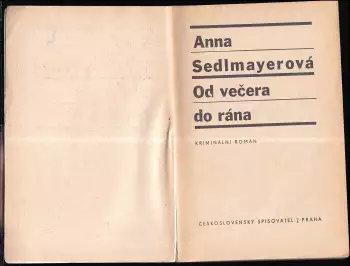 Anna
Sedlmayerová
Od večera
do rána
KRIMINÁLNÍ ROMÁN
ČESKOSLOVENSKÝ SPISOVATEL | PRAHA